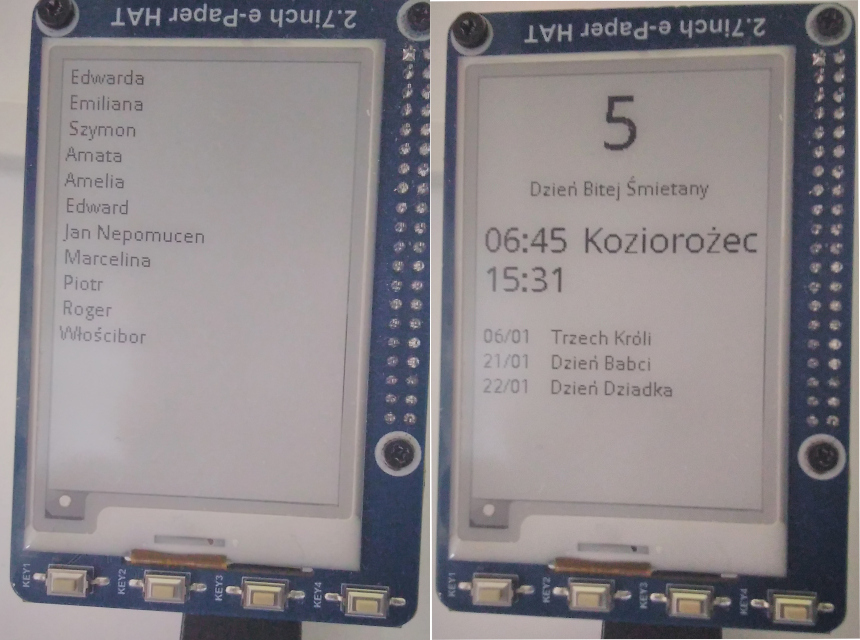 2.7inch e-Paper HAT
Edwarda
Emiliana
Szymon
Amata
Amelia
Edward
Jan Nepomucen
Marcelina
Piotr
Roger
Włościbor
KEY1
KEY2
KEY3
KEY4
2.7inch e-Paper HAT
5
Dzień Bitej Śmietany
06:45 Koziorożec
15:31
06/01 Trzech Króli
21/01 Dzień Babci
22/01 Dzień Dziadka
KEY1
KEY2
KEY3
KEY4